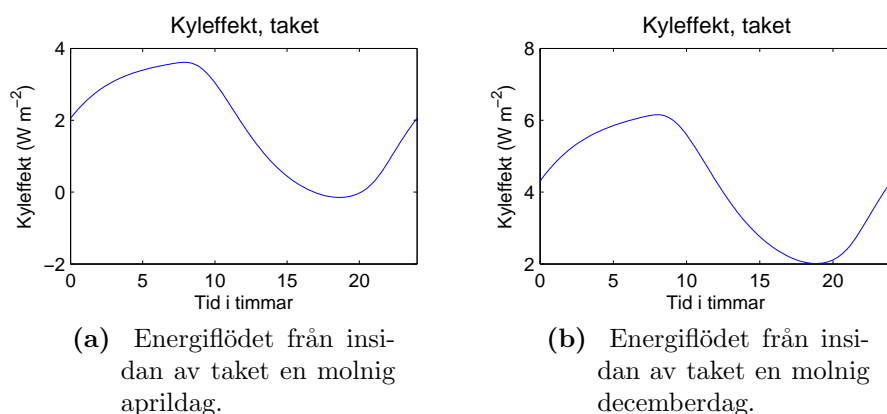 Kyleffekt, taket
Kyleffekt (W m−2)
4
2
0
−2
0 5 10 15 20
Tid i timmar
(a) Energiflödet från insi-
dan av taket en molnig
aprildag.
Kyleffekt, taket
Kyleffekt (W m−2)
8
6
4
2
0 5 10 15 20
Tid i timmar
(b) Energiflödet från insi-
dan av taket en molnig
decemberdag.